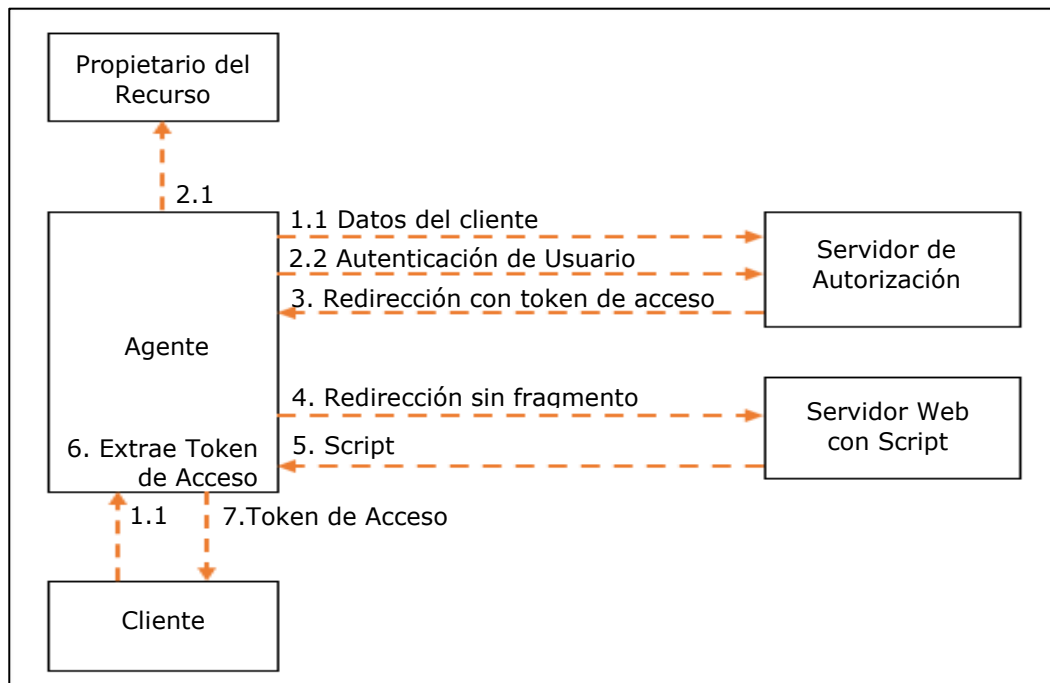 Propietario del
Recurso
2.1
1.1 Datos del cliente
2.2 Autenticación de Usuario
3. Redirección con token de acceso
Servidor de
Autorización
Agente
4. Redirección sin fragmento
5. Script
Servidor Web
con Script
6. Extrae Token
de Acceso
1.1
7.Token de Acceso
Cliente